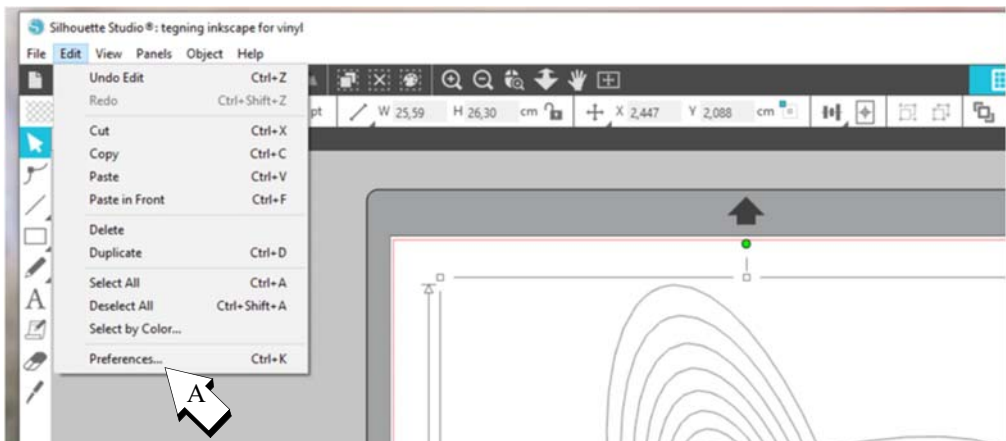 Silhouette Studio®: tegning inkscape for vinyl
File Edit View Panels Object Help
Undo Edit Ctrl+Z
Redo Ctrl+Shift+Z
pt W 25,59 H 26,30 cm X 2,447 Y 2,088 cm
Cut Ctrl+X
Copy Ctrl+C
Paste Ctrl+V
Paste in Front Ctrl+F
Delete
Duplicate Ctrl+D
Select All Ctrl+A
Deselect All Ctrl+Shift+A
Select by Color...
Preferences... Ctrl+K
A
A